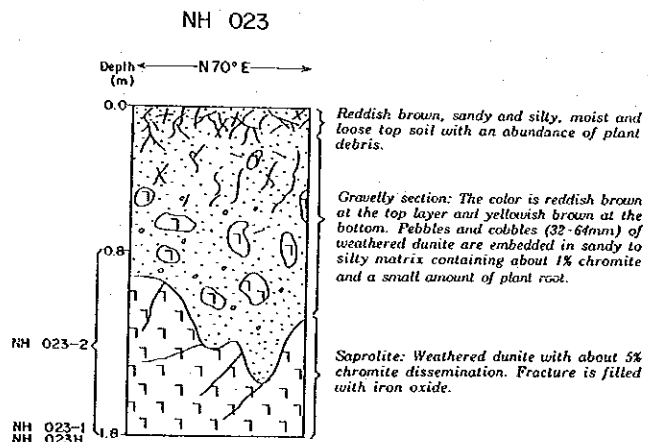 NH 023
Depth
(m)
N70° E
0.0
Reddish brown, sandy and silty, moist and
loose top soil with an abundance of plant
debris.
Gravelly section: The color is reddish brown
at the top layer and yellowish brown at the
bottom. Pebbles and cobbles (32-64mm) of
weathered dunite are embedded in sandy to
silty matrix containing about 1% chromite
and a small amount of plant root.
0.8
NH 023-2
Saprolite: Weathered dunite with about 5%
chromite dissemination. Fracture is filled
with iron oxide.
NH 023-1
NH 023H
1.8